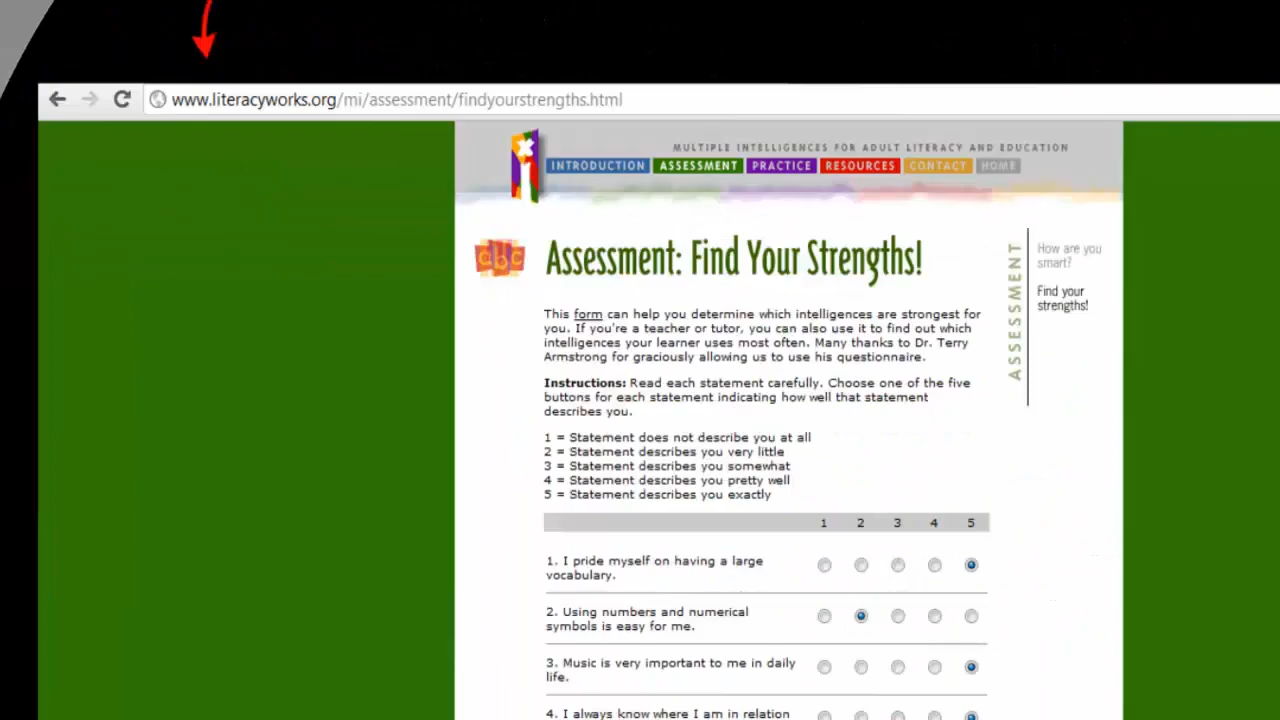 www.literacyworks.org/mi/assessment/findyourstrengths.html
MULTIPLE INTELLIGENCES FOR ADULT LITERACY AND EDUCATION
INTRODUCTION ASSESSMENT PRACTICE RESOURCES CONTACT HOME
abc
Assessment: Find Your Strengths!
This form can help you determine which intelligences are strongest for
you. If you're a teacher or tutor, you can also use it to find out which
intelligences your learner uses most often. Many thanks to Dr. Terry
Armstrong for graciously allowing us to use his questionnaire.
Instructions: Read each statement carefully. Choose one of the five
buttons for each statement indicating how well that statement
describes you.
1 = Statement does not describe you at all
2 = Statement describes you very little
3 = Statement describes you somewhat
4 = Statement describes you pretty well
5 = Statement describes you exactly
1 2 3 4 5
1. I pride myself on having a large
vocabulary.
2. Using numbers and numerical
symbols is easy for me.
3. Music is very important to me in daily
life.
4. I always know where I am in relation
ASSESSMENT
How are you
smart?
Find your
strengths!